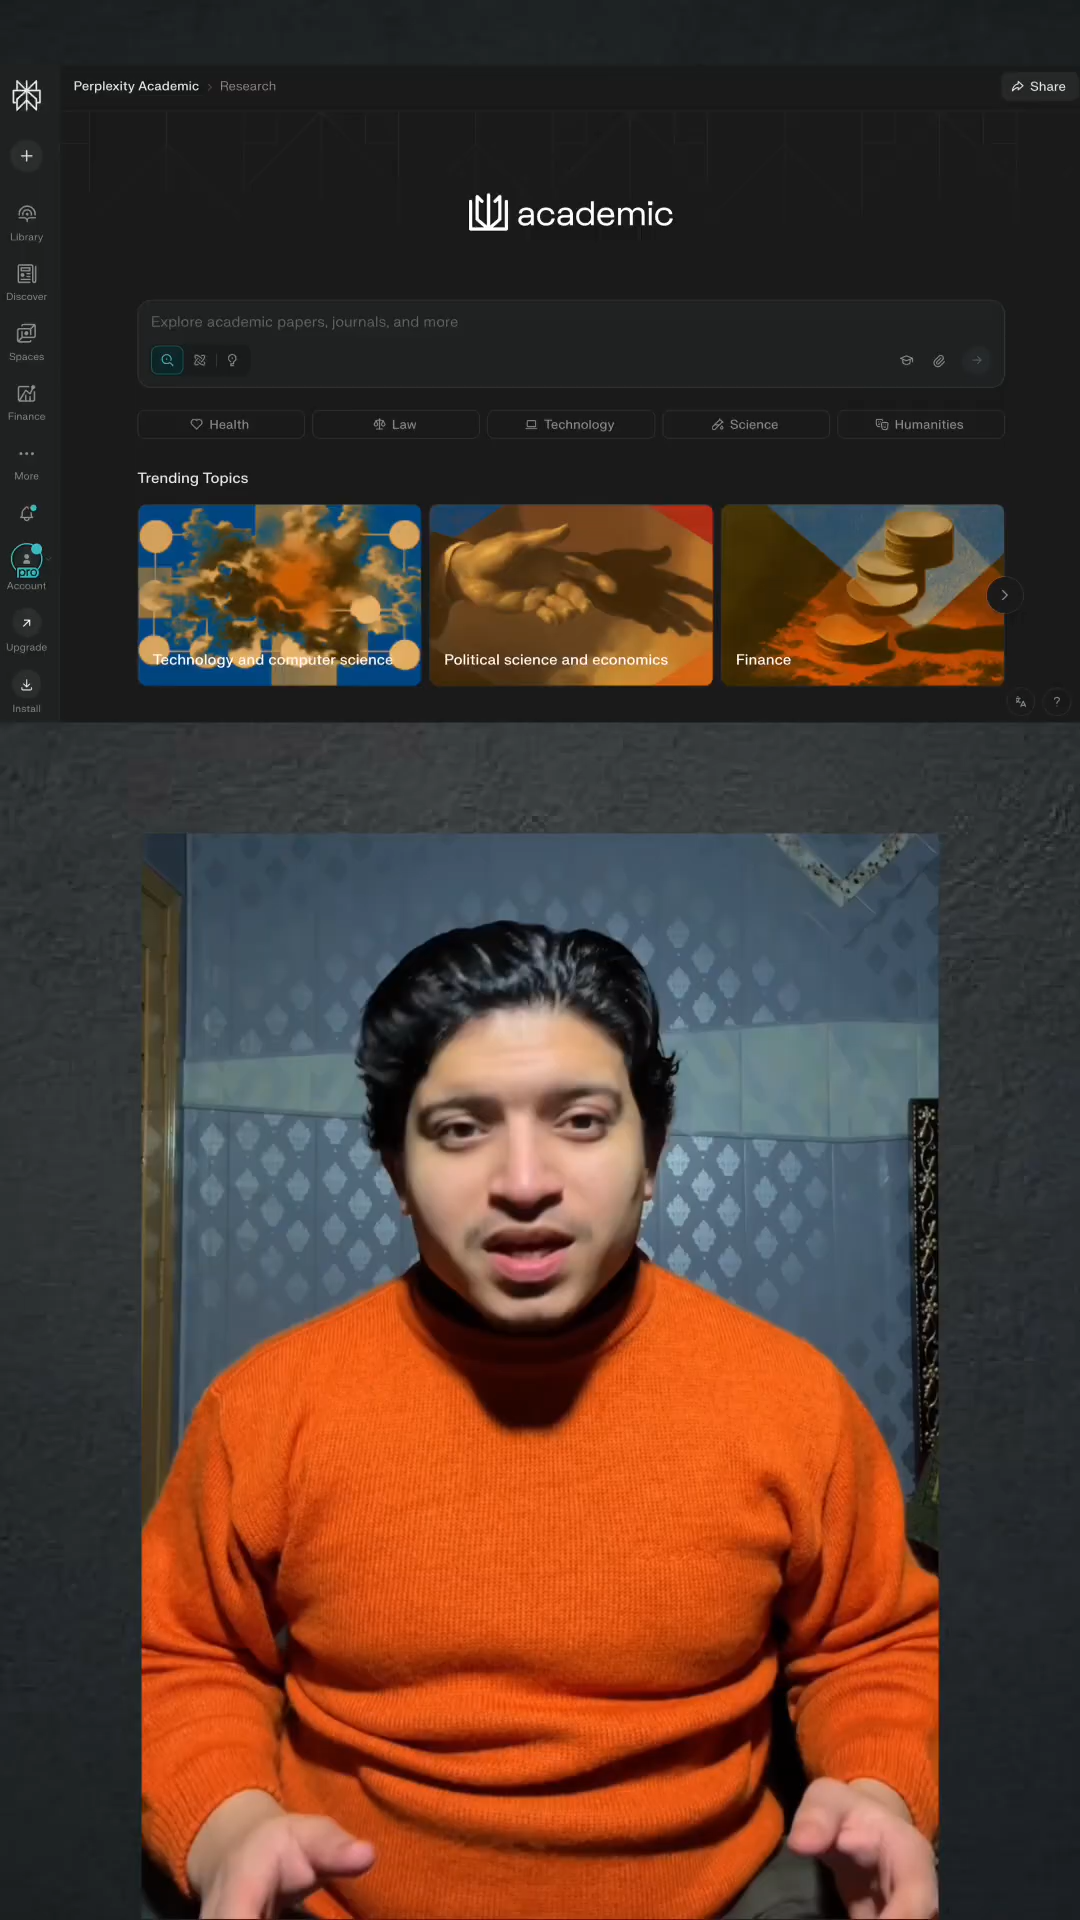 Perplexity Academic > Research
Share
academic
Explore academic papers, journals, and more
Health
Law
Technology
Science
Humanities
Trending Topics
Technology and computer science
Political science and economics
Finance
Library
Discover
Spaces
Finance
More
pro
Account
Upgrade
Install
?